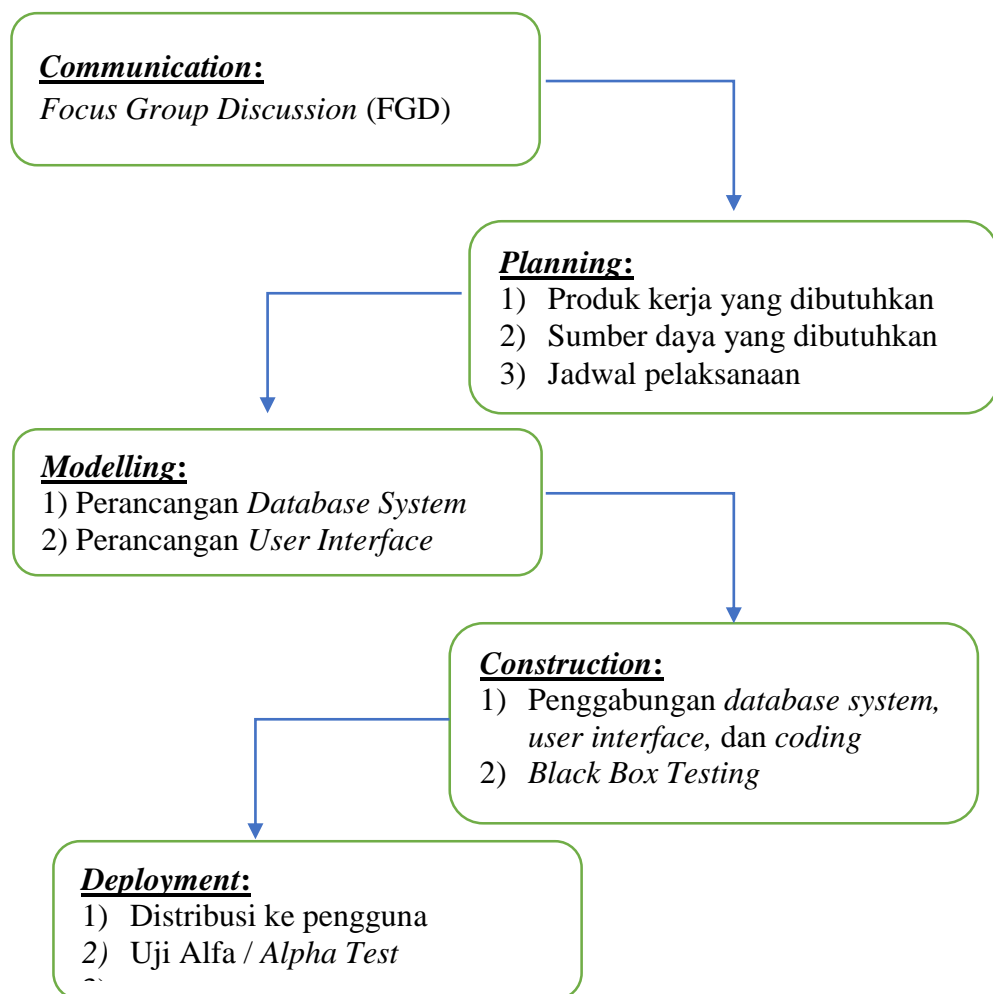 Communication:
Focus Group Discussion (FGD)
Planning:
1) Produk kerja yang dibutuhkan
2) Sumber daya yang dibutuhkan
3) Jadwal pelaksanaan
Modelling:
1) Perancangan Database System
2) Perancangan User Interface
Construction:
1) Penggabungan database system,
user interface, dan coding
2) Black Box Testing
Deployment:
1) Distribusi ke pengguna
2) Uji Alfa / Alpha Test